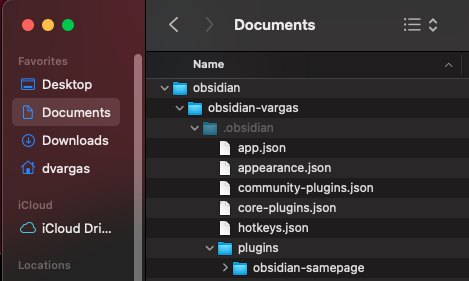 Documents
Favorites
Desktop
Documents
Downloads
dvargas
iCloud
iCloud Dri...
Locations
Name
obsidian
obsidian-vargas
.obsidian
app.json
appearance.json
community-plugins.json
core-plugins.json
hotkeys.json
plugins
obsidian-samepage